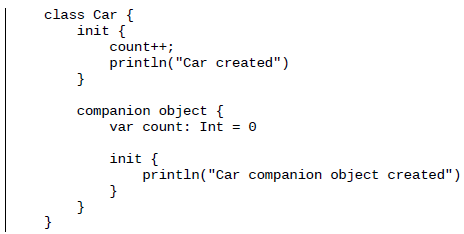 class Car {
    init {
        count++;
        println("Car created")
    }

    companion object {
        var count: Int = 0

        init {
            println("Car companion object created")
        }
    }
}